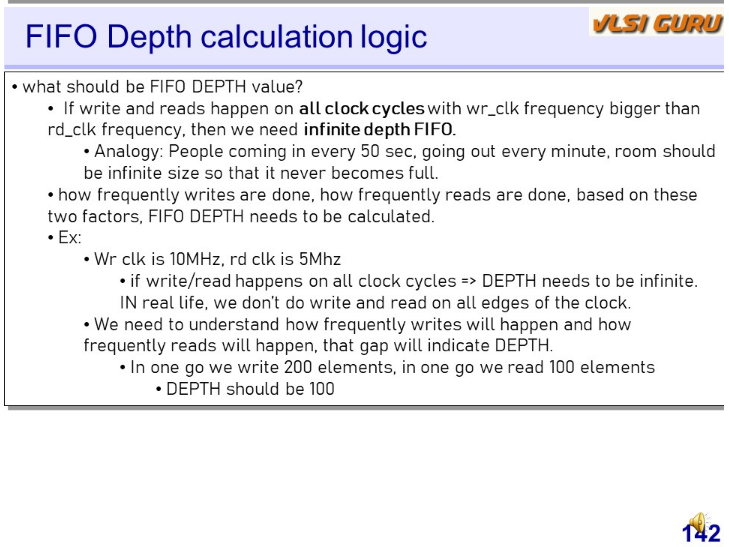 FIFO Depth calculation logic
VLSI GURU
• what should be FIFO DEPTH value?
• If write and reads happen on all clock cycles with wr_clk frequency bigger than
rd_clk frequency, then we need infinite depth FIFO.
• Analogy: People coming in every 50 sec, going out every minute, room should
be infinite size so that it never becomes full.
• how frequently writes are done, how frequently reads are done, based on these
two factors, FIFO DEPTH needs to be calculated.
• Ex:
• Wr clk is 10MHz, rd clk is 5Mhz
• if write/read happens on all clock cycles => DEPTH needs to be infinite.
IN real life, we don't do write and read on all edges of the clock.
• We need to understand how frequently writes will happen and how
frequently reads will happen, that gap will indicate DEPTH.
• In one go we write 200 elements, in one go we read 100 elements
• DEPTH should be 100
142